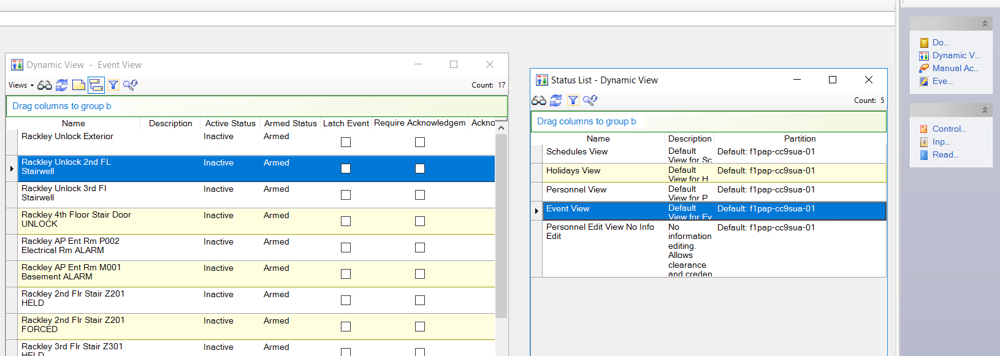 Dynamic View - Event View
Views
Count: 17
Drag columns to group b
Name Description Active Status Armed Status Latch Event Require Acknowledgem Ackno
Rackley Unlock Exterior Inactive Armed
Rackley Unlock 2nd FL Inactive Armed
Stairwell
Rackley Unlock 3rd Fl Inactive Armed
Stairwell
Rackley 4th Floor Stair Door Inactive Armed
UNLOCK
Rackley AP Ent Rm P002 Inactive Armed
Electrical Rm ALARM
Rackley AP Ent Rm M001 Inactive Armed
Basement ALARM
Rackley 2nd Flr Stair Z201 Inactive Armed
HELD
Rackley 2nd Flr Stair Z201 Inactive Armed
FORCED
Rackley 3rd Flr Stair Z301 Inactive Armed
HELD
Status List - Dynamic View
Count: 5
Drag columns to group b
Name Description Partition
Schedules View Default Default: f1pap-cc9sua-01
View for Sc
Holidays View Default Default: f1pap-cc9sua-01
View for H
Personnel View Default Default: f1pap-cc9sua-01
View for P
Event View Default Default: f1pap-cc9sua-01
View for Ev
Personnel Edit View No Info No Default: f1pap-cc9sua-01
Edit information
editing.
Allows
clearance
and creden
Do...
Dynamic V...
Manual Ac...
Eve...
Control...
Inp...
Read...